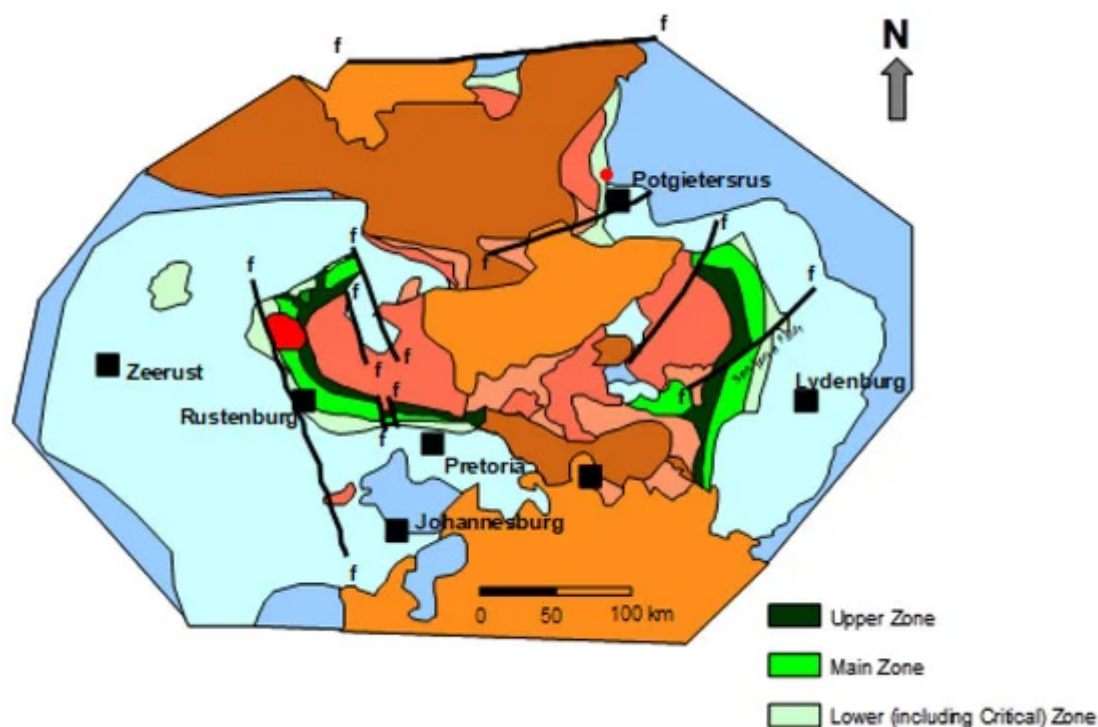 f
f
N
Potgietersrus
f
f
f
f
f
f
Zeerust
f
f
Lydenburg
f
Rustenburg
f
f
Pretoria
Johannesburg
f
0 50 100 km
Upper Zone
Main Zone
Lower (including Critical) Zone